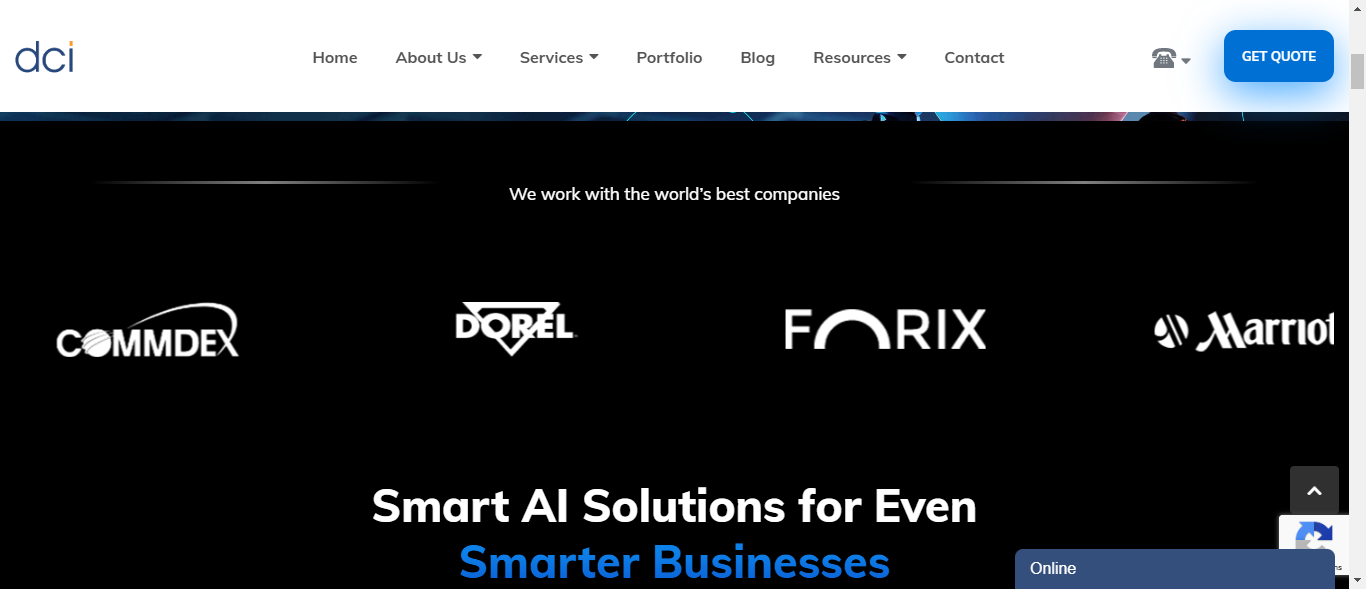 dci
Home About Us Services Portfolio Blog Resources Contact
GET QUOTE
We work with the world’s best companies
COMMDEX DOREL FORIX Marriot
Smart AI Solutions for Even
Smarter Businesses
Online